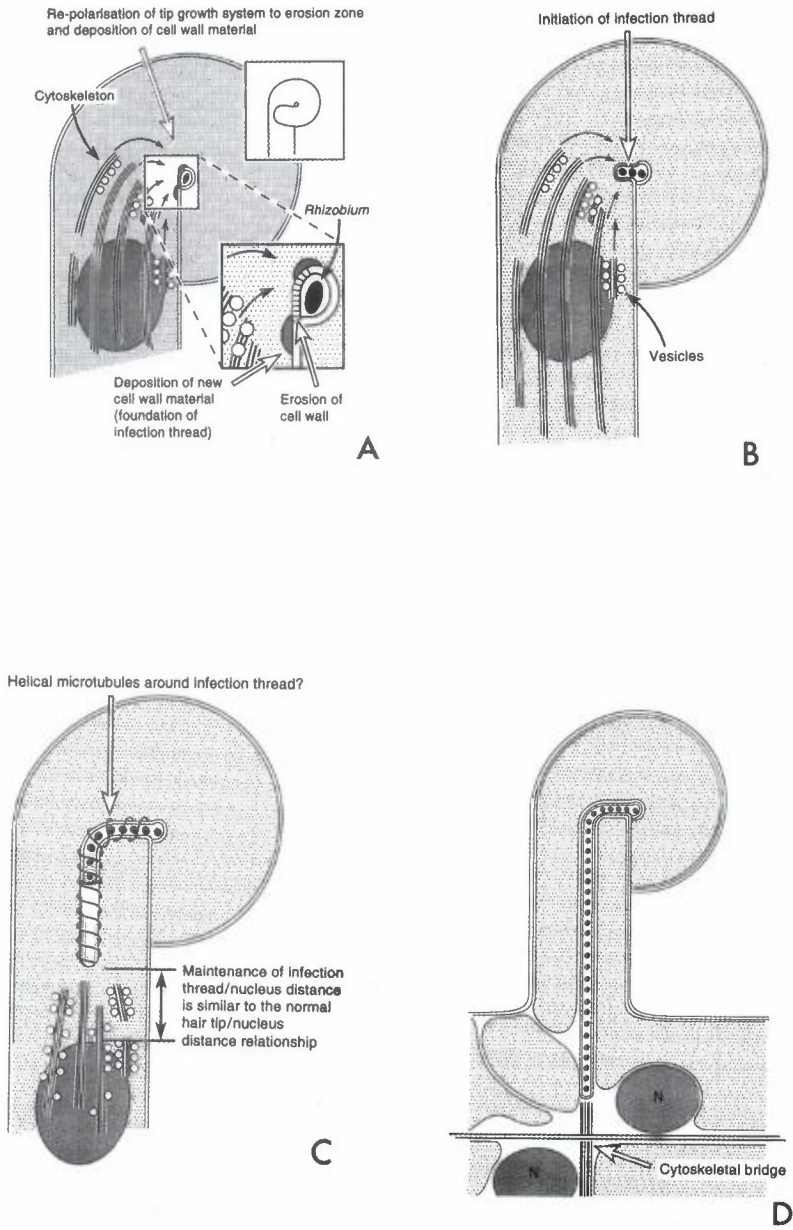 Re-polarisation of tip growth system to erosion zone
and deposition of cell wall material
Cytoskeleton
Rhizobium
Deposition of new
cell wall material
(foundation of
infection thread)
Erosion of
cell wall
A
Initiation of infection thread
Vesicles
B
Helical microtubules around infection thread?
Maintenance of infection
thread/nucleus distance
is similar to the normal
hair tip/nucleus
distance relationship
C
N
N
Cytoskeletal bridge
D